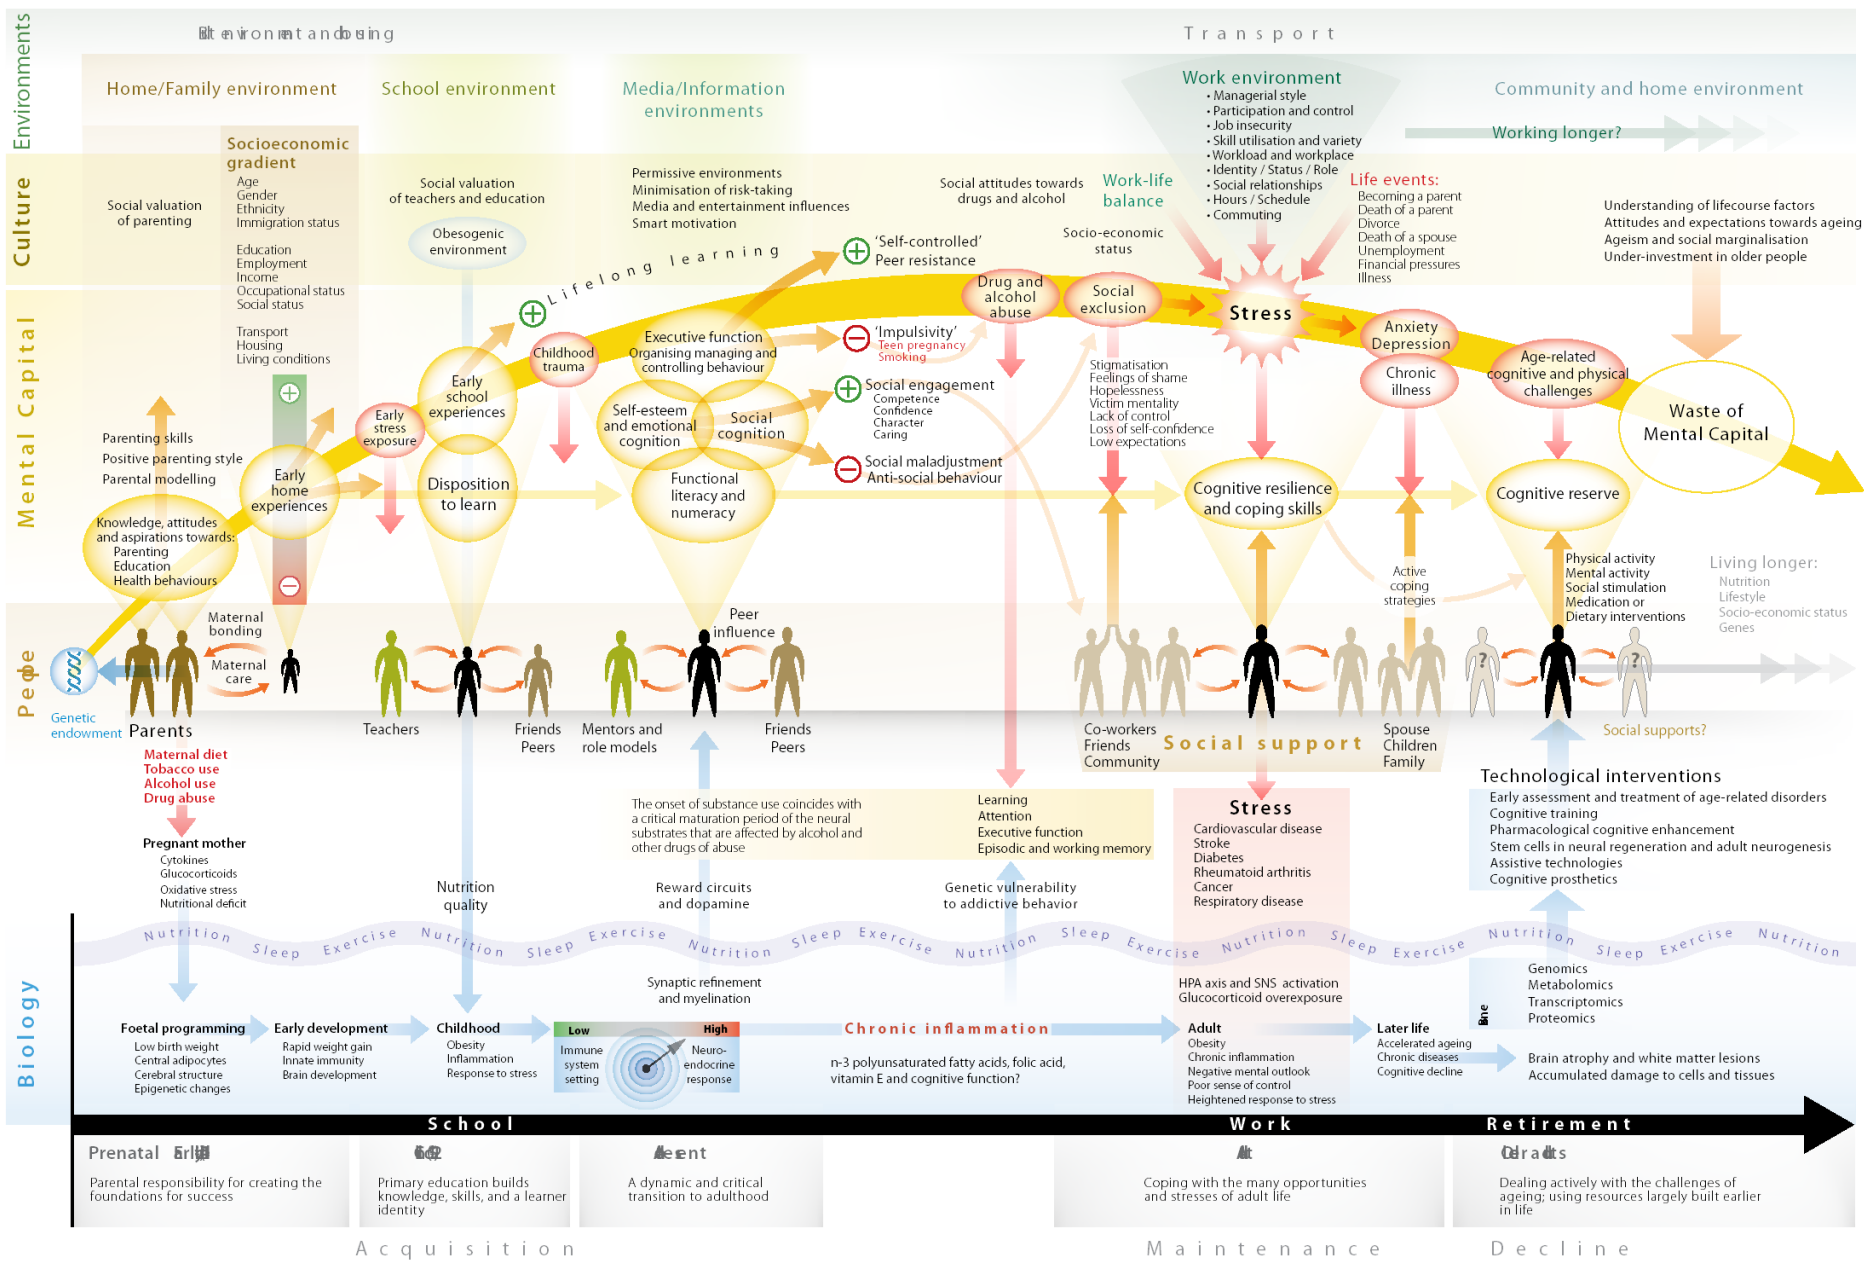 Transport
Environments
Home/Family environment
School environment
Media/Information
environments
Work environment
• Managerial style
• Participation and control
• Job insecurity
• Skill utilisation and variety
• Workload and workplace
• Identity / Status / Role
• Social relationships
• Hours / Schedule
• Commuting
Community and home environment
Working longer?
Culture
Social valuation
of parenting
Socioeconomic
gradient
Age
Gender
Ethnicity
Immigration status
Education
Employment
Income
Occupational status
Social status
Transport
Housing
Living conditions
Social valuation
of teachers and education
Obesogenic
environment
Permissive environments
Minimisation of risk-taking
Media and entertainment influences
Smart motivation
Social attitudes towards
drugs and alcohol
Work-life
balance
Socio-economic
status
Life events:
Becoming a parent
Death of a parent
Divorce
Death of a spouse
Unemployment
Financial pressures
Illness
Understanding of lifecourse factors
Attitudes and expectations towards ageing
Ageism and social marginalisation
Under-investment in older people
Mental Capital
Lifelong learning
‘Self-controlled’
Peer resistance
‘Impulsivity’
Teen pregnancy
Smoking
Social engagement
Competence
Confidence
Character
Caring
Social maladjustment
Anti-social behaviour
Parenting skills
Positive parenting style
Parental modelling
Knowledge, attitudes
and aspirations towards:
Parenting
Education
Health behaviours
Early
home
experiences
Early
stress
exposure
Early
school
experiences
Disposition
to learn
Childhood
trauma
Executive function
Organising managing and
controlling behaviour
Self-esteem
and emotional
cognition
Social
cognition
Functional
literacy and
numeracy
Drug and
alcohol
abuse
Social
exclusion
Stigmatisation
Feelings of shame
Hopelessness
Victim mentality
Lack of control
Loss of self-confidence
Low expectations
Stress
Cognitive resilience
and coping skills
Anxiety
Depression
Chronic
illness
Age-related
cognitive and physical
challenges
Cognitive reserve
Waste of
Mental Capital
Active
coping
strategies
Physical activity
Mental activity
Social stimulation
Medication or
Dietary interventions
Living longer:
Nutrition
Lifestyle
Socio-economic status
Genes
Maternal
bonding
Maternal
care
Genetic
endowment
Parents
Teachers
Friends
Peers
Mentors and
role models
Peer
influence
Friends
Peers
Co-workers
Friends
Community
Social support
Spouse
Children
Family
?
?
Social supports?
Maternal diet
Tobacco use
Alcohol use
Drug abuse
Pregnant mother
Cytokines
Glucocorticoids
Oxidative stress
Nutritional deficit
Nutrition
quality
The onset of substance use coincides with
a critical maturation period of the neural
substrates that are affected by alcohol and
other drugs of abuse
Learning
Attention
Executive function
Episodic and working memory
Reward circuits
and dopamine
Genetic vulnerability
to addictive behavior
Stress
Cardiovascular disease
Stroke
Diabetes
Rheumatoid arthritis
Cancer
Respiratory disease
Technological interventions
Early assessment and treatment of age-related disorders
Cognitive training
Pharmacological cognitive enhancement
Stem cells in neural regeneration and adult neurogenesis
Assistive technologies
Cognitive prosthetics
Nutrition Sleep Exercise Nutrition Sleep Exercise Nutrition Sleep Exercise Nutrition Sleep Exercise Nutrition Sleep Exercise Nutrition Sleep Exercise Nutrition
Biology
Synaptic refinement
and myelination
HPA axis and SNS activation
Glucocorticoid overexposure
Genomics
Metabolomics
Transcriptomics
Proteomics
Foetal programming
Low birth weight
Central adipocytes
Cerebral structure
Epigenetic changes
Early development
Rapid weight gain
Innate immunity
Brain development
Childhood
Obesity
Inflammation
Response to stress
Low
High
Immune
system
setting
Neuro-
endocrine
response
Chronic inflammation
n-3 polyunsaturated fatty acids, folic acid,
vitamin E and cognitive function?
Adult
Obesity
Chronic inflammation
Negative mental outlook
Poor sense of control
Heightened response to stress
Later life
Accelerated ageing
Chronic diseases
Cognitive decline
Brain atrophy and white matter lesions
Accumulated damage to cells and tissues
School
Work
Retirement
Prenatal
Parental responsibility for creating the
foundations for success
Primary education builds
knowledge, skills, and a learner
identity
A dynamic and critical
transition to adulthood
Coping with the many opportunities
and stresses of adult life
Dealing actively with the challenges of
ageing; using resources largely built earlier
in life
Acquisition
Maintenance
Decline